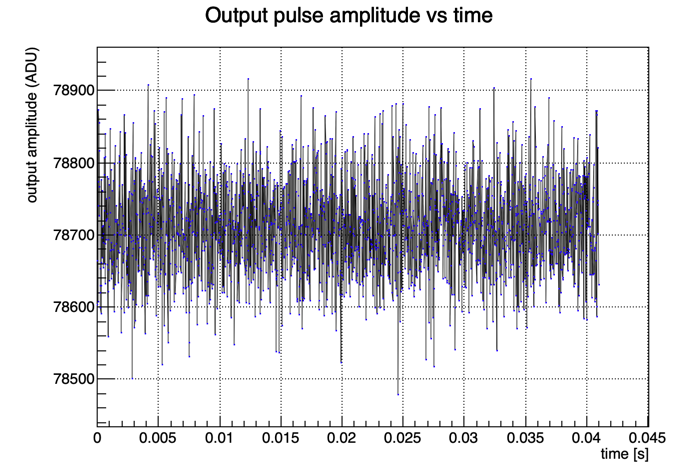 Output pulse amplitude vs time
output amplitude (ADU)
78900
78800
78700
78600
78500
0 0.005 0.01 0.015 0.02 0.025 0.03 0.035 0.04 0.045
time [s]